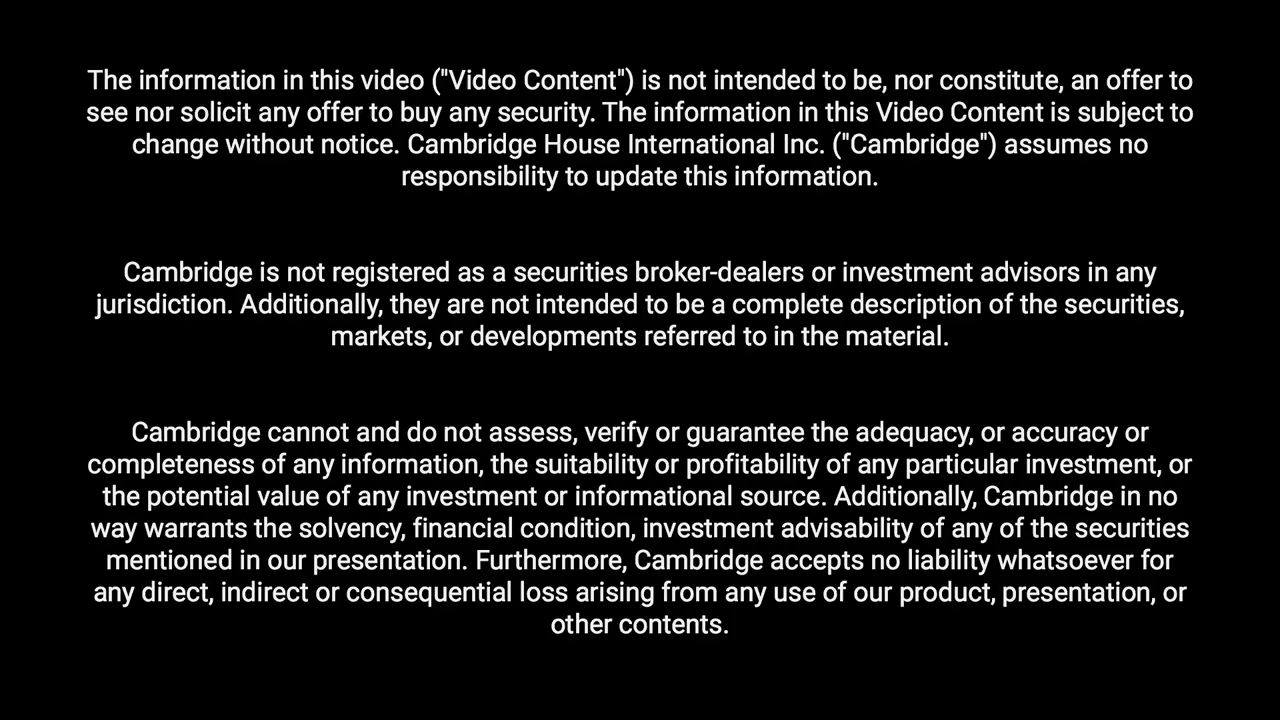 The information in this video ("Video Content") is not intended to be, nor constitute, an offer to
see nor solicit any offer to buy any security. The information in this Video Content is subject to
change without notice. Cambridge House International Inc. ("Cambridge") assumes no
responsibility to update this information.
Cambridge is not registered as a securities broker-dealers or investment advisors in any
jurisdiction. Additionally, they are not intended to be a complete description of the securities,
markets, or developments referred to in the material.
Cambridge cannot and do not assess, verify or guarantee the adequacy, or accuracy or
completeness of any information, the suitability or profitability of any particular investment, or
the potential value of any investment or informational source. Additionally, Cambridge in no
way warrants the solvency, financial condition, investment advisability of any of the securities
mentioned in our presentation. Furthermore, Cambridge accepts no liability whatsoever for
any direct, indirect or consequential loss arising from any use of our product, presentation, or
other contents.